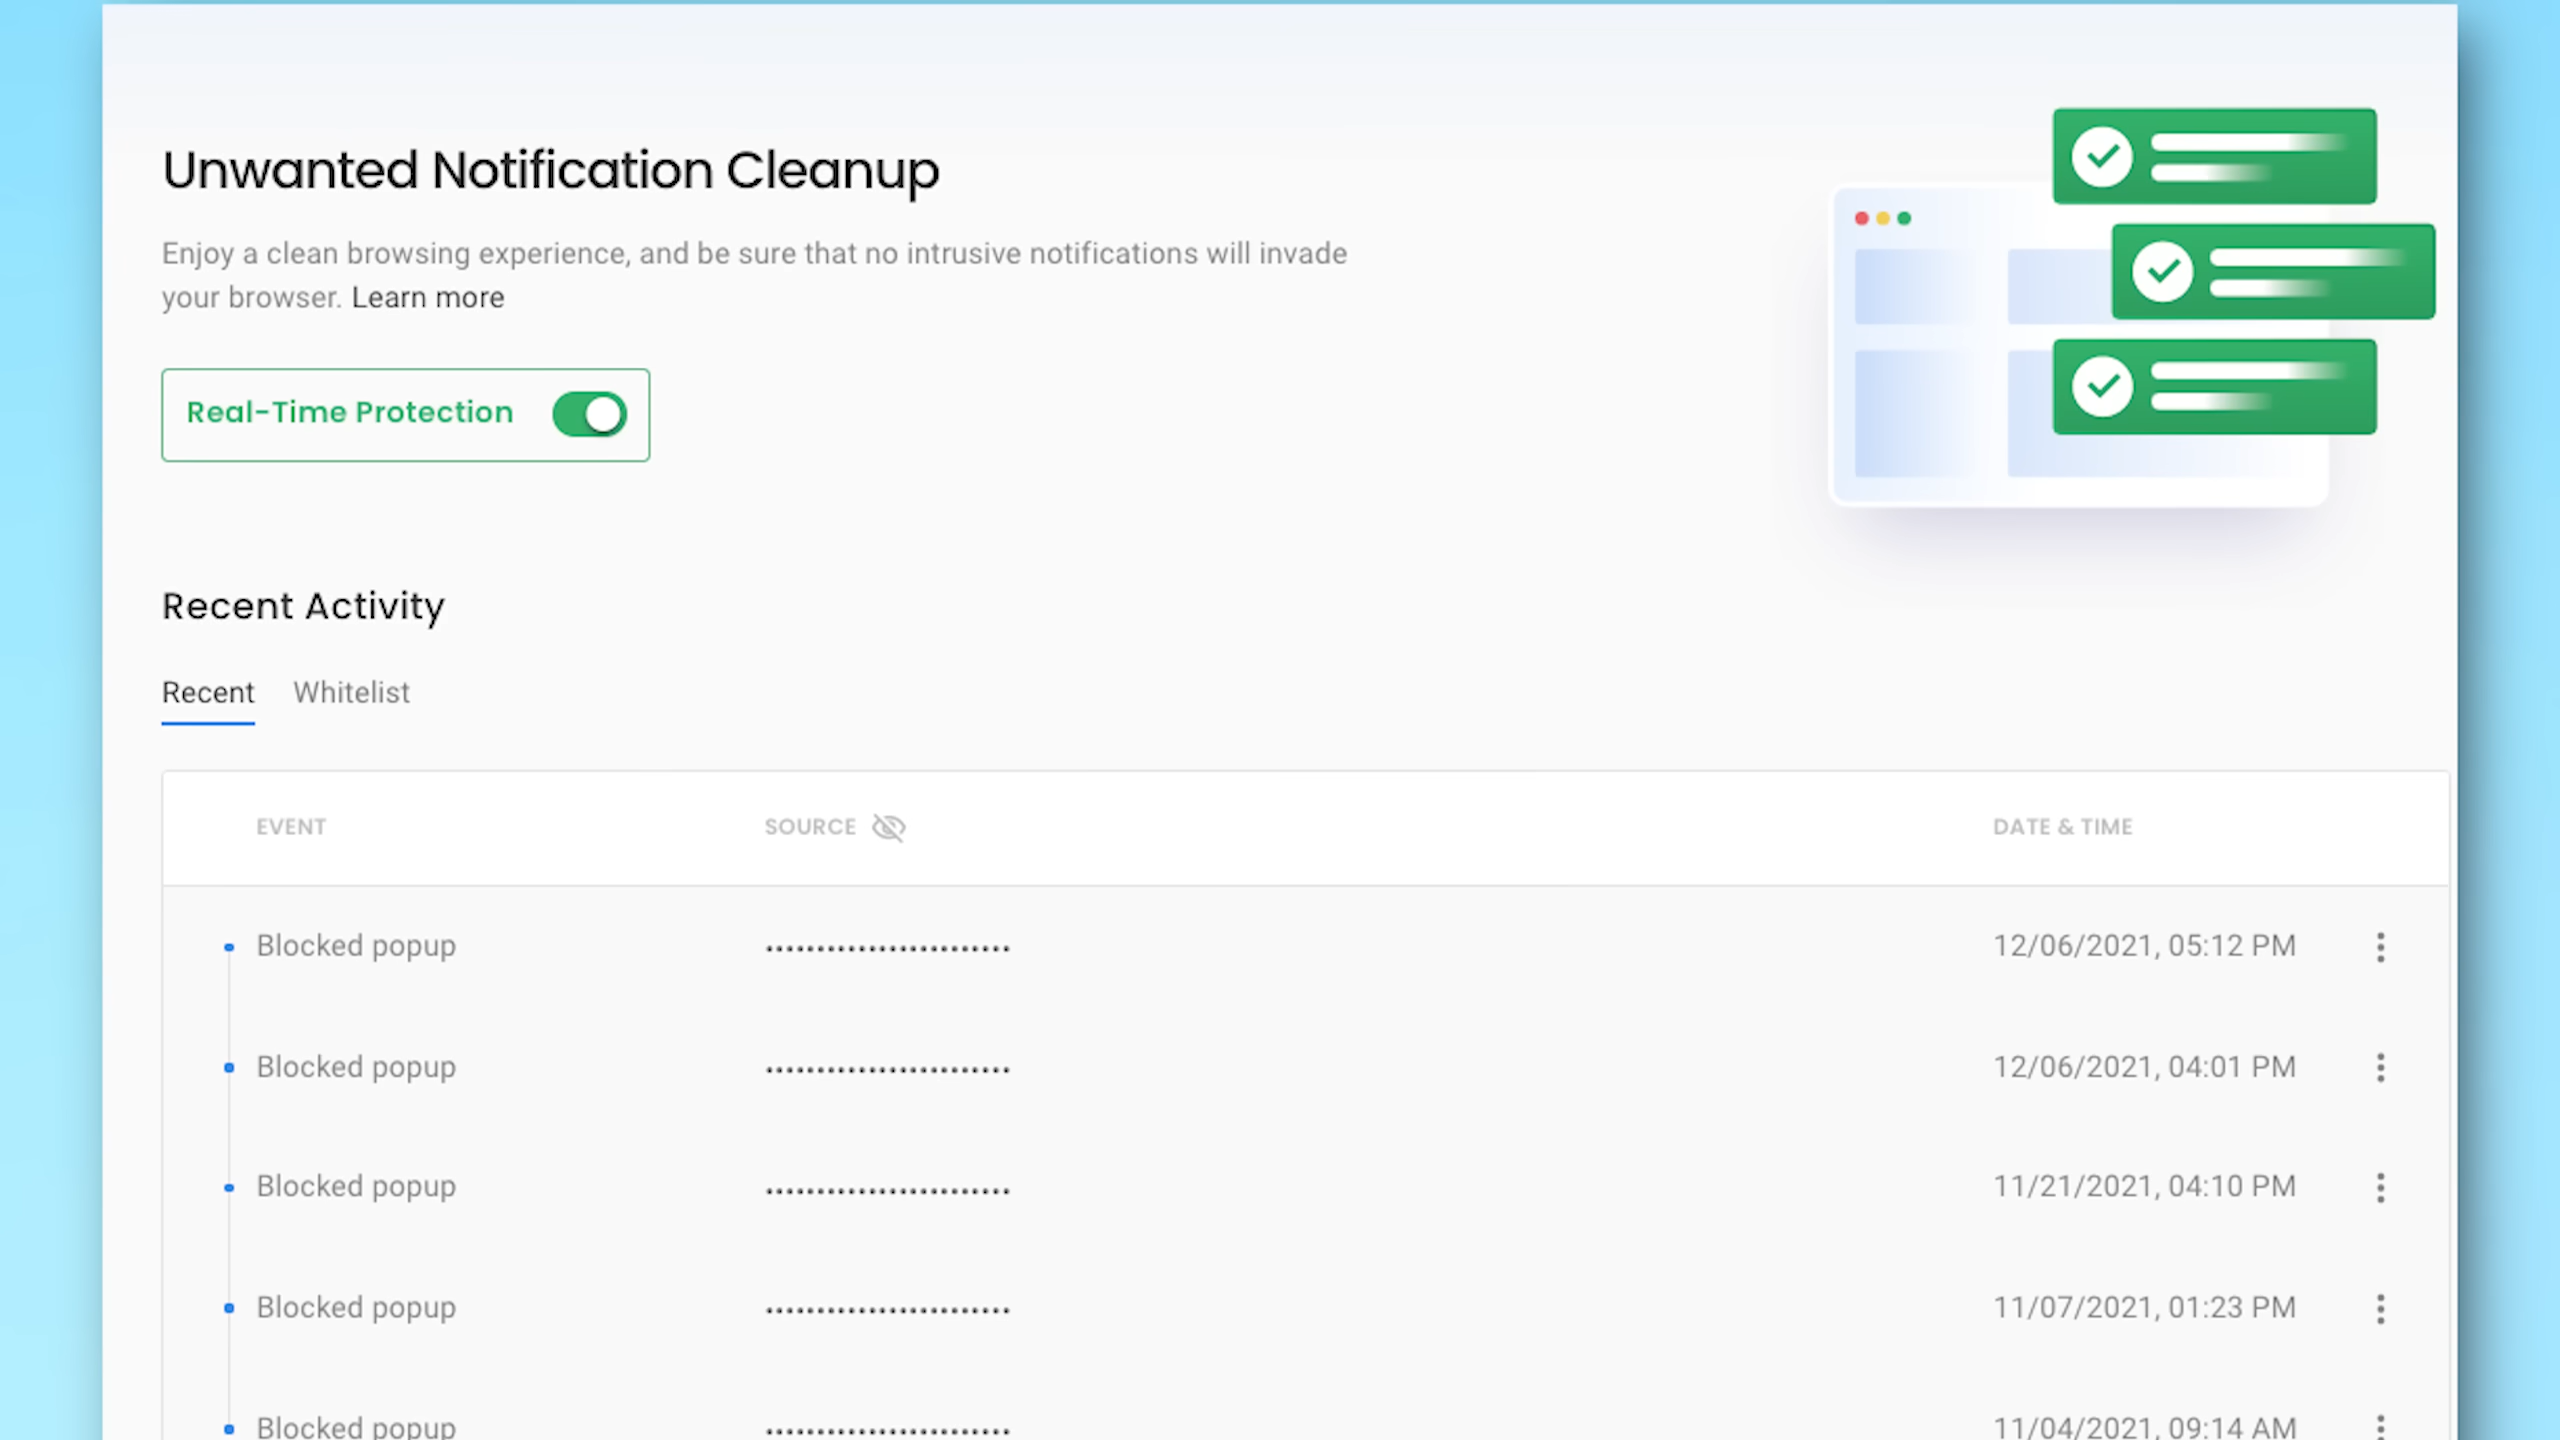 Unwanted Notification Cleanup
Enjoy a clean browsing experience, and be sure that no intrusive notifications will invade
your browser. Learn more
Real-Time Protection
Recent Activity
Recent Whitelist
EVENT SOURCE DATE & TIME
Blocked popup ························ 12/06/2021, 05:12 PM
Blocked popup ························ 12/06/2021, 04:01 PM
Blocked popup ························ 11/21/2021, 04:10 PM
Blocked popup ························ 11/07/2021, 01:23 PM
Blocked popup ························ 11/04/2021, 09:14 AM